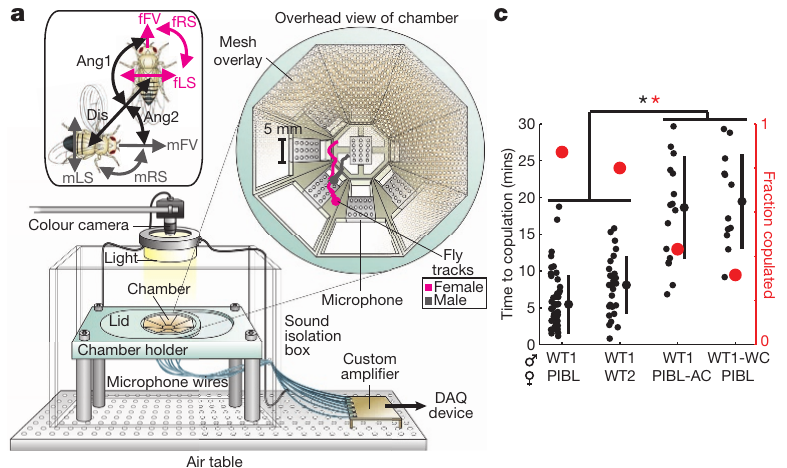 a
fFV fRS
Ang1
fLS
Dis
Ang2
mFV
mLS
mRS
Overhead view of chamber
Mesh
overlay
5 mm
Fly
tracks
Female
Male
Microphone
Colour camera
Light
Chamber
Lid
Chamber holder
Microphone wires
Sound
isolation
box
Custom
amplifier
DAQ
device
Air table
c
* *
Time to copulation (mins)
30
25
20
15
10
5
0
Fraction copulated
1
0
♂ WT1 WT1 WT1 WT1-WC
♀ PIBL WT2 PIBL-AC PIBL